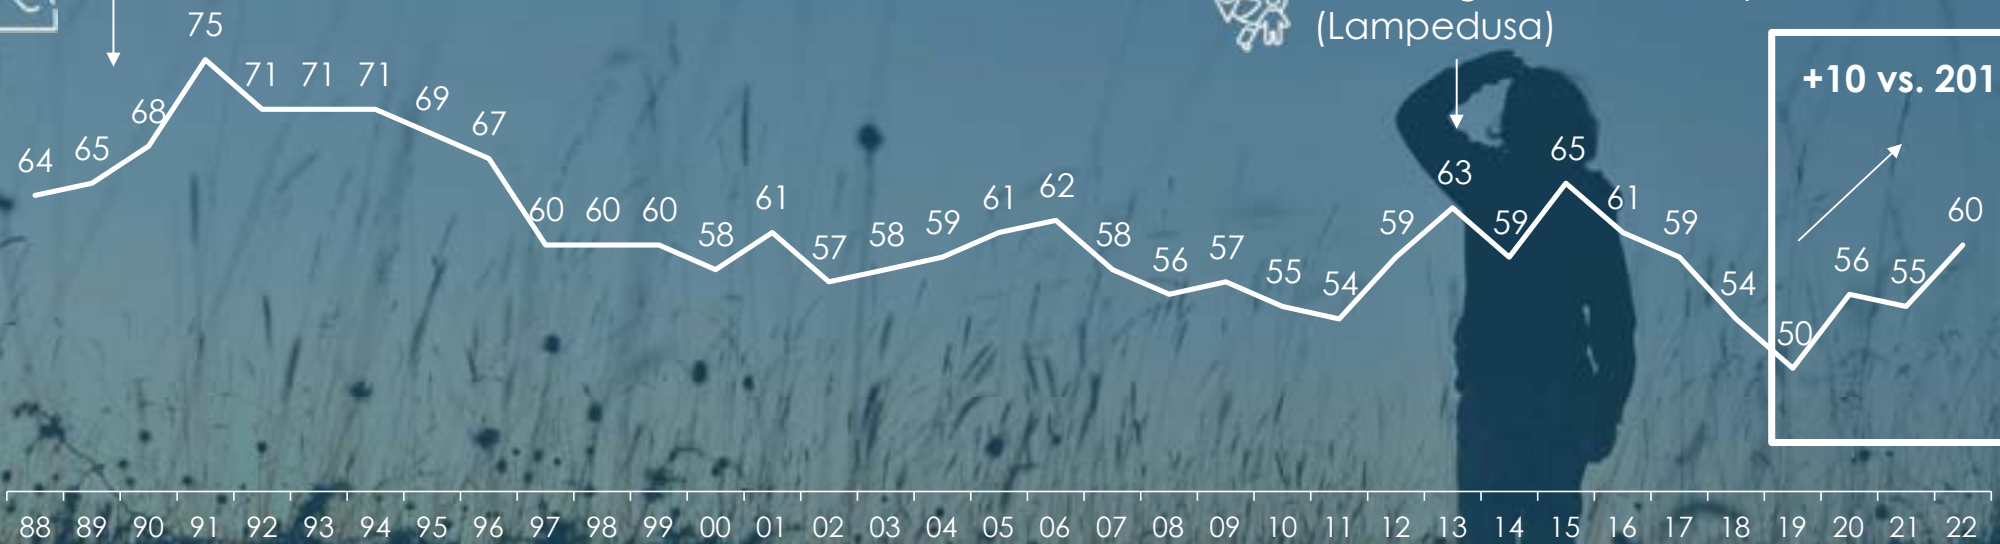 (Lampedusa)
+10 vs. 201
64 65 68 75 71 71 71 69 67 60 60 60 58 61 57 58 59 61 62 58 56 57 55 54 59 63 59 65 61 59 54 50 56 55 60
88 89 90 91 92 93 94 95 96 97 98 99 00 01 02 03 04 05 06 07 08 09 10 11 12 13 14 15 16 17 18 19 20 21 22